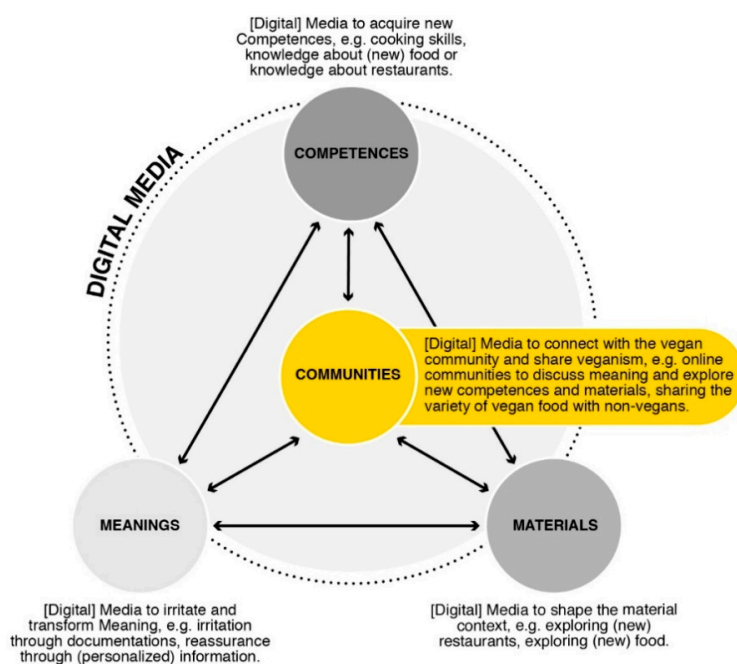 [Digital] Media to acquire new
Competences, e.g. cooking skills,
knowledge about (new) food or
knowledge about restaurants.
DIGITAL MEDIA
COMPETENCES
COMMUNITIES
[Digital] Media to connect with the vegan
community and share veganism, e.g. online
communities to discuss meaning and explore
new competences and materials, sharing the
variety of vegan food with non-vegans.
MEANINGS
MATERIALS
[Digital] Media to irritate and
transform Meaning, e.g. irritation
through documentations, reassurance
through (personalized) information.
[Digital] Media to shape the material
context, e.g. exploring (new)
restaurants, exploring (new) food.